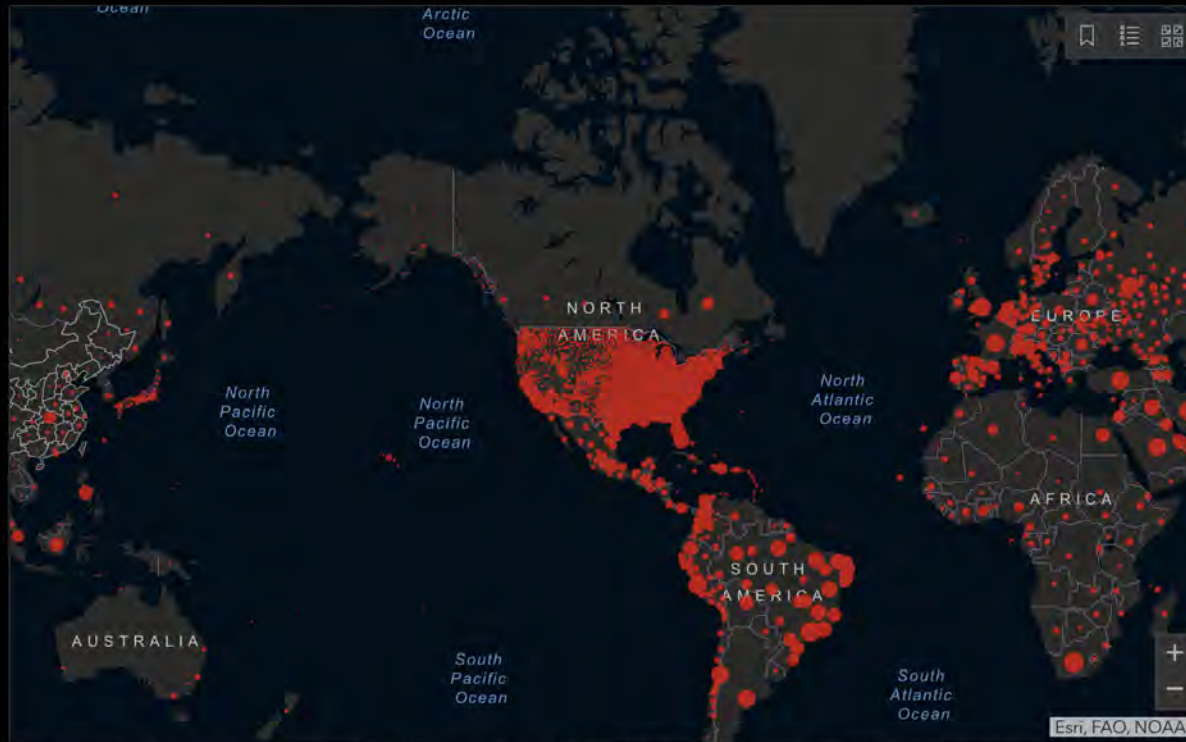 Ocean
Arctic
Ocean
NORTH
AMERICA
EUROPE
North
Pacific
Ocean
North
Pacific
Ocean
North
Atlantic
Ocean
AFRICA
SOUTH
AMERICA
AUSTRALIA
South
Pacific
Ocean
South
Atlantic
Ocean
+
−
Esri, FAO, NOAA